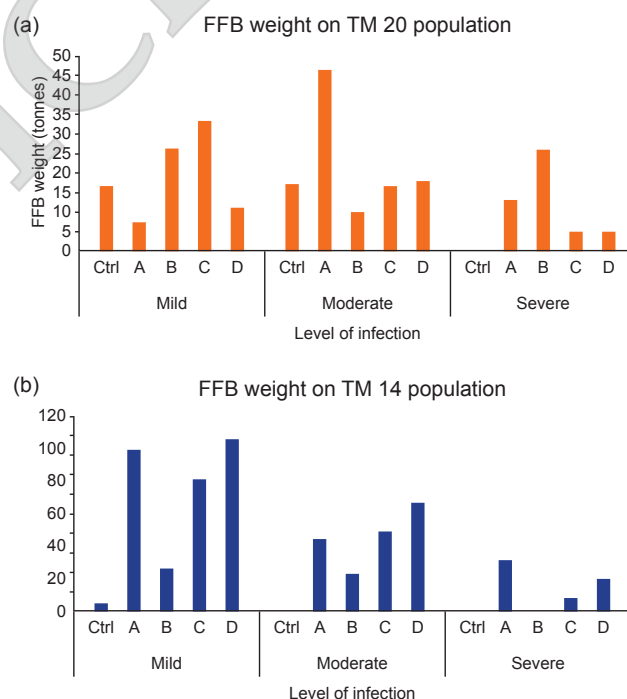 (a) FFB weight on TM 20 population
FFB weight (tonnes)
50
45
40
35
30
25
20
15
10
5
0
Ctrl A B C D Ctrl A B C D Ctrl A B C D
Mild Moderate Severe
Level of infection
(b) FFB weight on TM 14 population
120
100
80
60
40
20
0
Ctrl A B C D Ctrl A B C D Ctrl A B C D
Mild Moderate Severe
Level of infection